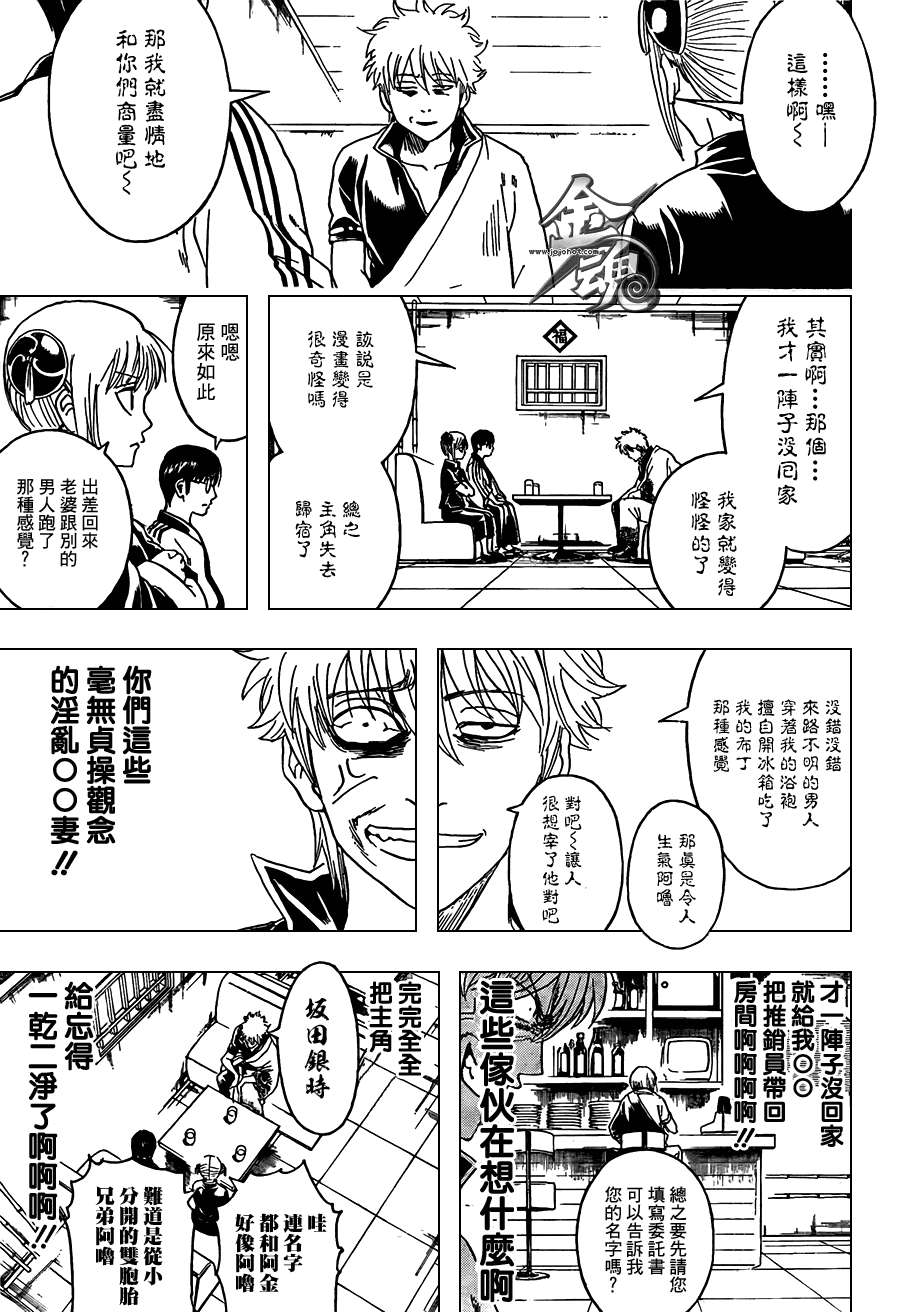 ……嘿—
這樣啊～
那我就盡情地
和你們商量吧～
金魂
www.jojohot.com
其實啊…那個…
我才一陣子沒回家
我家就變得
怪怪的了
福
該說是
漫畫變得
很奇怪嗎
總之
主角失去
歸宿了
嗯嗯
原來如此
出差回來
老婆跟別的
男人跑了
那種感覺?
沒錯沒錯
來路不明的男人
穿著我的浴袍
擅自開冰箱吃了
我的布丁
那種感覺
那真是令人
生氣阿嚕
對吧～讓人
很想宰了他對吧
你們這些
毫無貞操觀念
的淫亂〇〇妻!!
才一陣子沒回家
就給我〇〇
把推銷員帶回
房間啊啊啊啊!!
這些傢伙在想什麼啊
總之要先請您
填寫委託書
可以告訴我
您的名字嗎?
坂田銀時
完完全全
把主角
給忘得
一乾二淨了啊啊啊!!
哇
連名字
都和阿金
好像阿嚕
難道是從小
分開的雙胞胎
兄弟阿嚕